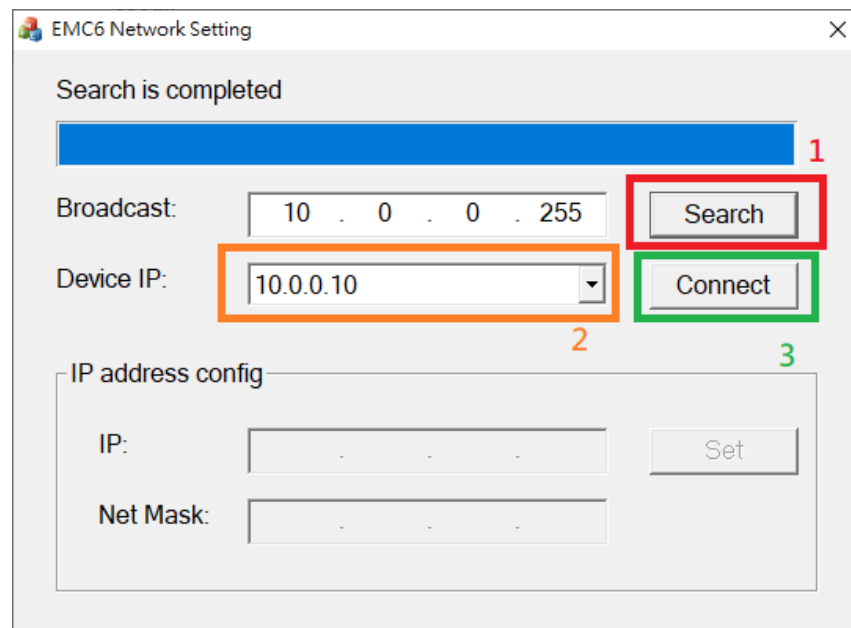 EMC6 Network Setting
Search is completed
1
Broadcast: 10 . 0 . 0 . 255 Search
Device IP: 10.0.0.10 Connect
2
3
IP address config
IP: . . . Set
Net Mask: . . .